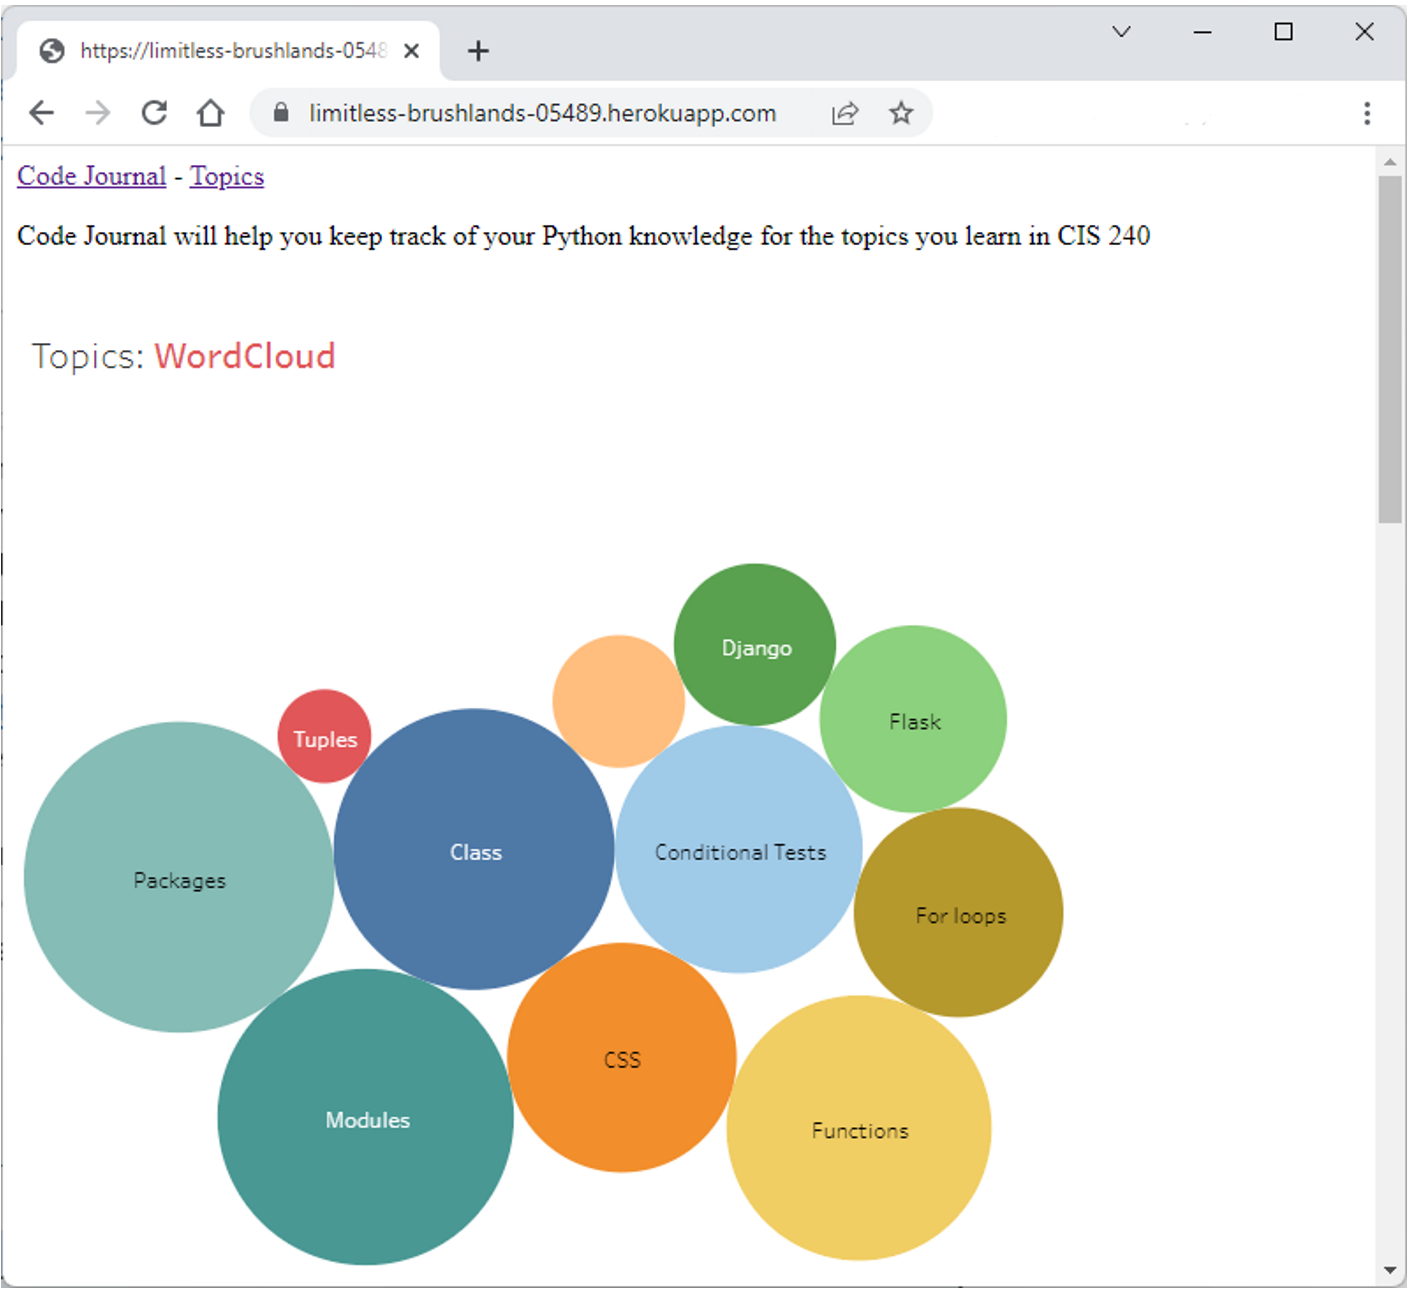 https://limitless-brushlands-0548
limitless-brushlands-05489.herokuapp.com
Code Journal - Topics
Code Journal will help you keep track of your Python knowledge for the topics you learn in CIS 240
Topics: WordCloud
Django
Flask
Tuples
Class
Conditional Tests
Packages
For loops
CSS
Modules
Functions